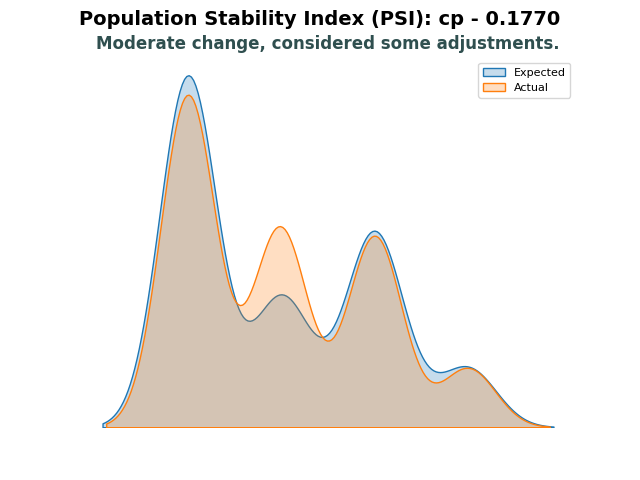 Population Stability Index (PSI): cp - 0.1770
Moderate change, considered some adjustments.
Expected
Actual